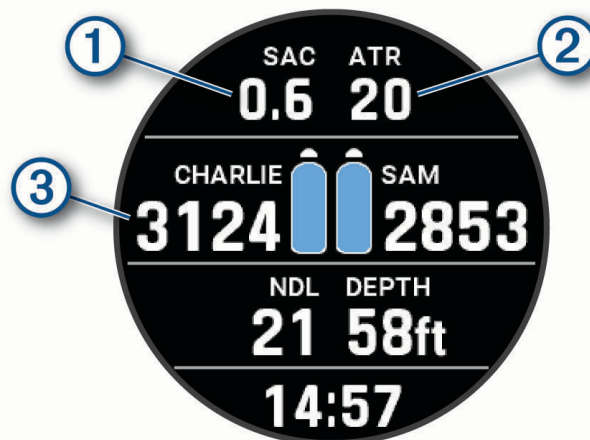 1
2
SAC ATR
0.6 20
3
CHARLIE SAM
3124 2853
NDL DEPTH
21 58ft
14:57